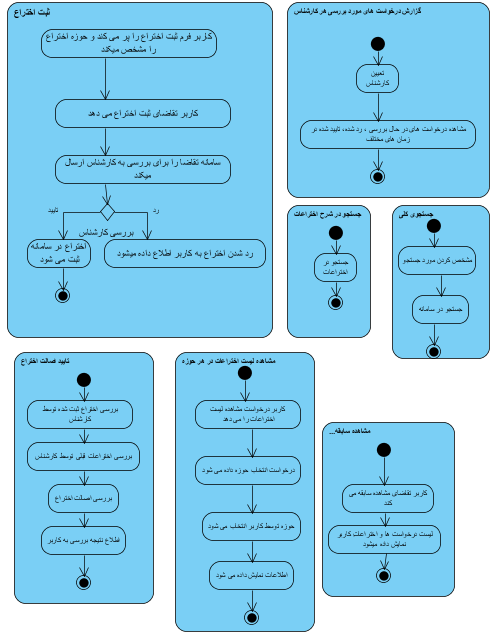 ثبت اختراع
کاربر فرم ثبت اختراع را پر می کند و حوزه اختراع
را مشخص میکند
کاربر تقاضای ثبت اختراع می دهد
سامانه تقاضا را برای بررسی به کارشناس ارسال
میکند
تایید
رد
بررسی کارشناس
اختراع در سامانه
ثبت می شود
رد شدن اختراع به کاربر اطلاع داده میشود
گزارش درخواست های مورد بررسی هر کارشناس
تعیین
کارشناس
مشاهده درخواست های در حال بررسی ، رد شده، تایید شده در
زمان های مختلف
جستجو در شرح اختراعات
جستجو در
اختراعات
جستجوی کلی
مشخص کردن مورد جستجو
جستجو در سامانه
تایید اصالت اختراع
بررسی اختراع ثبت شده توسط
کارشناس
بررسی اختراعات قبلی توسط کارشناس
بررسی اصالت اختراع
اطلاع نتیجه بررسی به کاربر
مشاهده لیست اختراعات در هر حوزه
کاربر درخواست مشاهده لیست
اختراعات را می دهد
درخواست انتخاب حوزه داده می شود
حوزه توسط کاربر انتخاب می شود
اطلاعات نمایش داده می شود
مشاهده سابقه...
کاربر تقاضای مشاهده سابقه می
کند
لیست درخواست ها و اختراعات کاربر
نمایش داده میشود